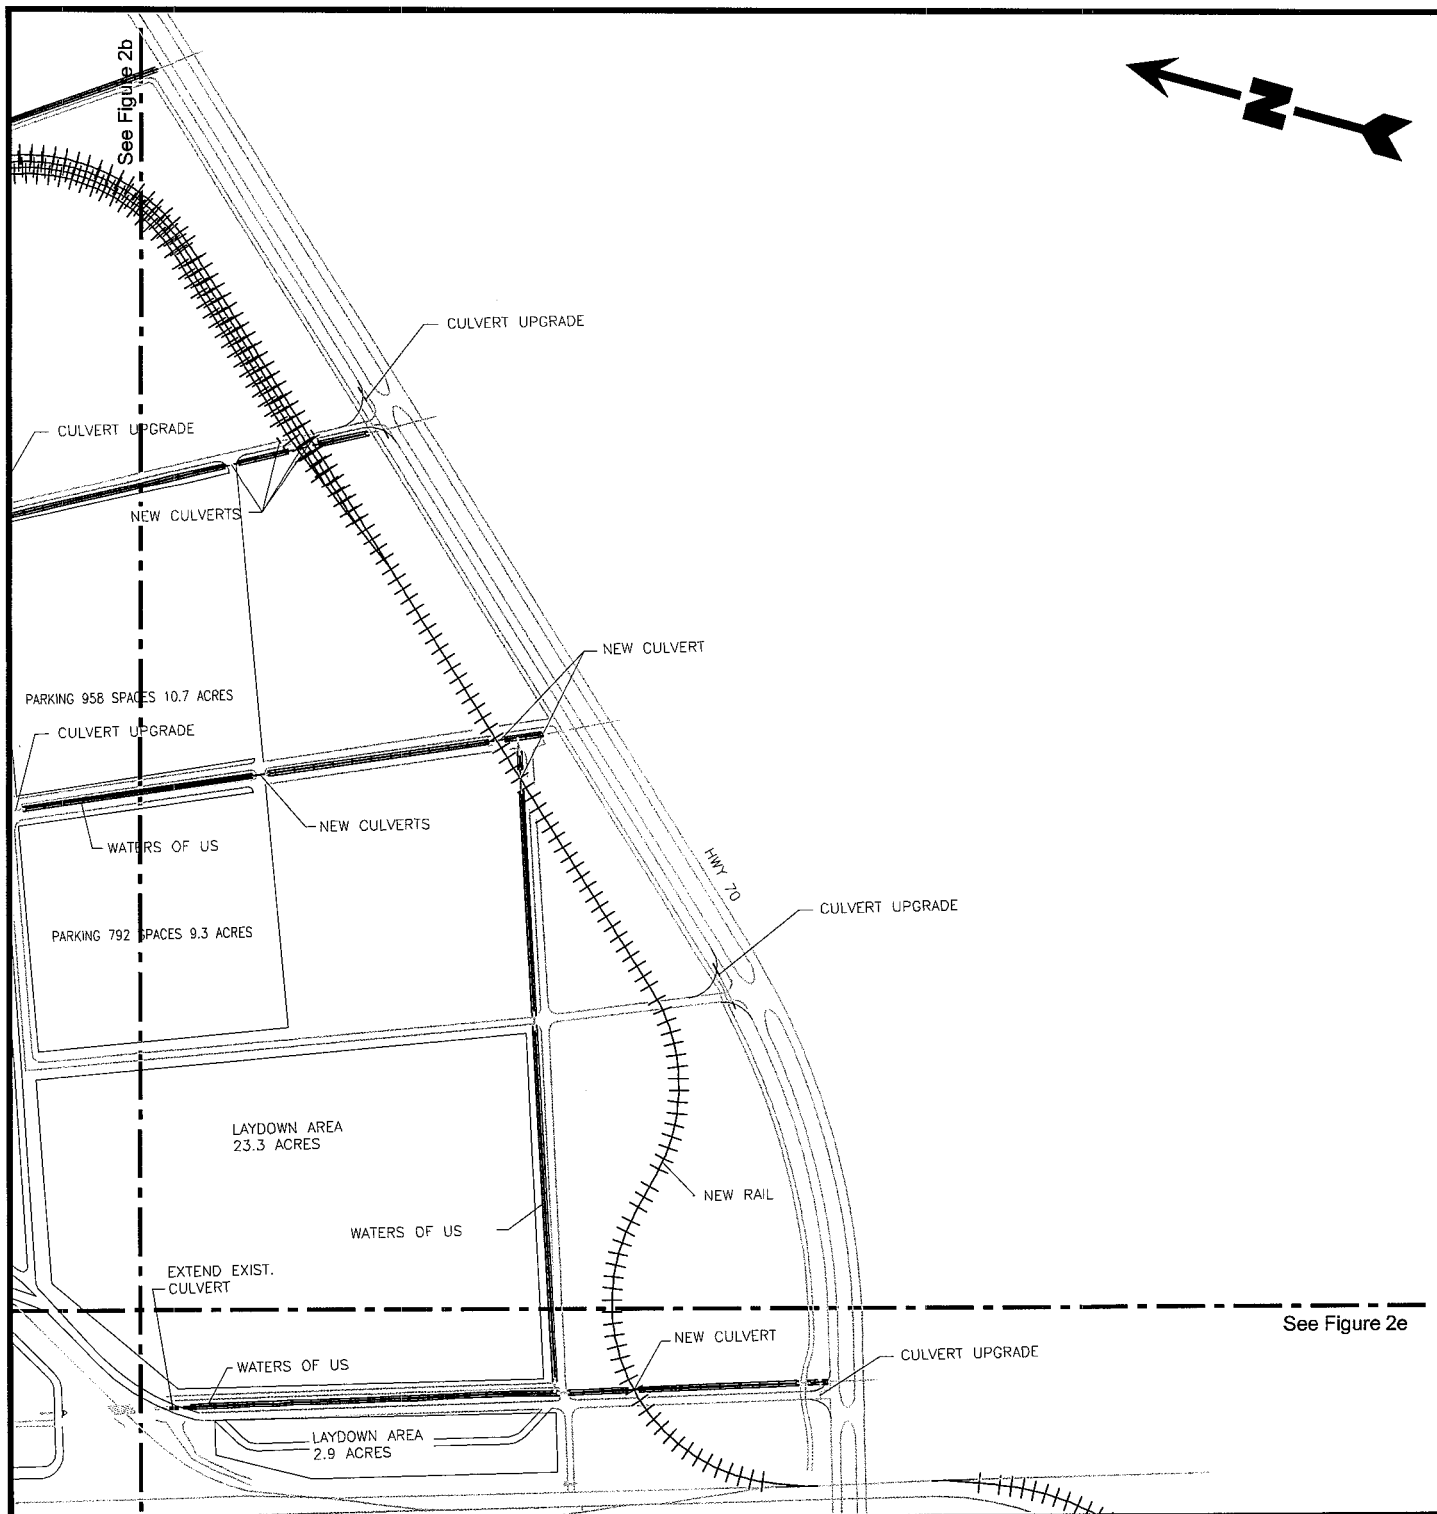 See Figure 2b
N
CULVERT UPGRADE
CULVERT UPGRADE
NEW CULVERTS
NEW CULVERT
PARKING 958 SPACES 10.7 ACRES
CULVERT UPGRADE
NEW CULVERTS
WATERS OF US
HWY 70
CULVERT UPGRADE
PARKING 792 SPACES 9.3 ACRES
LAYDOWN AREA
23.3 ACRES
NEW RAIL
WATERS OF US
EXTEND EXIST.
CULVERT
See Figure 2e
NEW CULVERT
CULVERT UPGRADE
WATERS OF US
LAYDOWN AREA
2.9 ACRES